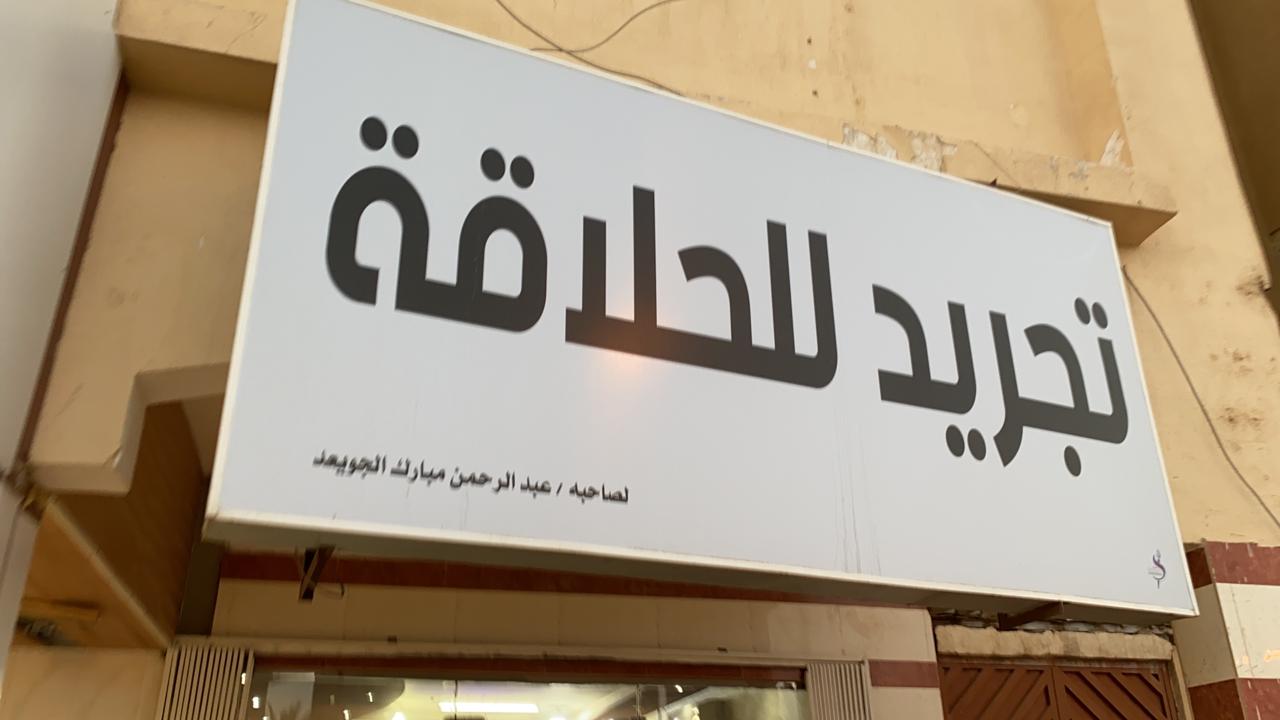 تجريد للحلاقة
لصاحبه / عبد الرحمن مبارك الجويعد